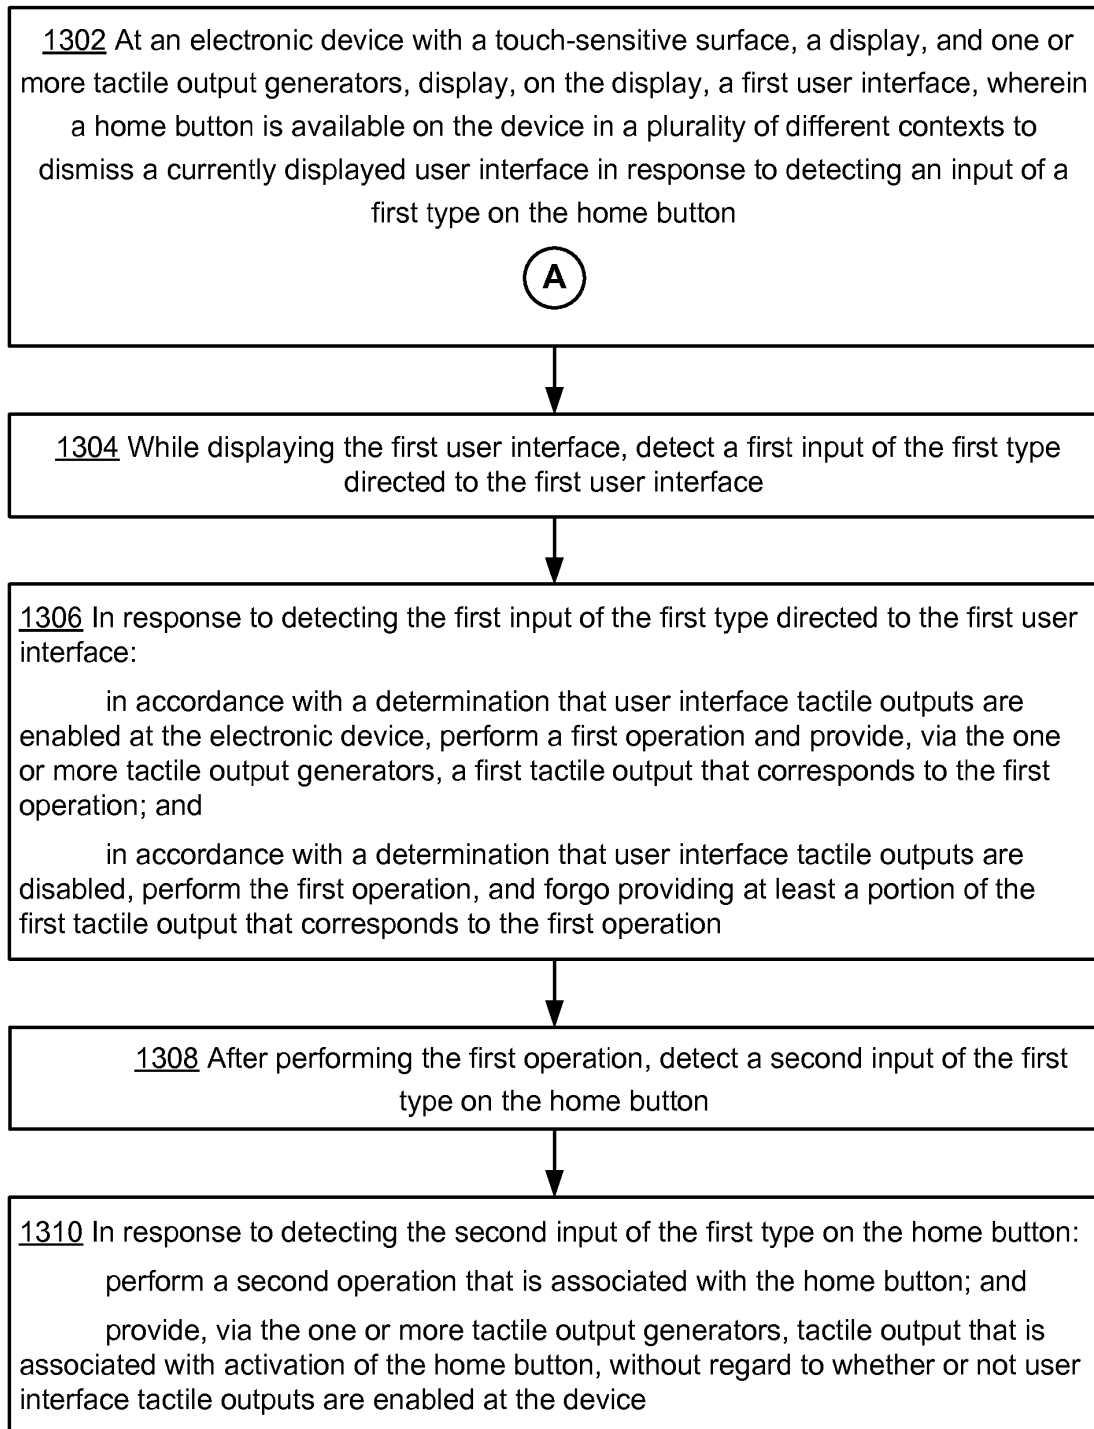 1302 At an electronic device with a touch-sensitive surface, a display, and one or
more tactile output generators, display, on the display, a first user interface, wherein
a home button is available on the device in a plurality of different contexts to
dismiss a currently displayed user interface in response to detecting an input of a
first type on the home button
A
1304 While displaying the first user interface, detect a first input of the first type
directed to the first user interface
1306 In response to detecting the first input of the first type directed to the first user
interface:
in accordance with a determination that user interface tactile outputs are
enabled at the electronic device, perform a first operation and provide, via the one
or more tactile output generators, a first tactile output that corresponds to the first
operation; and
in accordance with a determination that user interface tactile outputs are
disabled, perform the first operation, and forgo providing at least a portion of the
first tactile output that corresponds to the first operation
1308 After performing the first operation, detect a second input of the first
type on the home button
1310 In response to detecting the second input of the first type on the home button:
perform a second operation that is associated with the home button; and
provide, via the one or more tactile output generators, tactile output that is
associated with activation of the home button, without regard to whether or not user
interface tactile outputs are enabled at the device